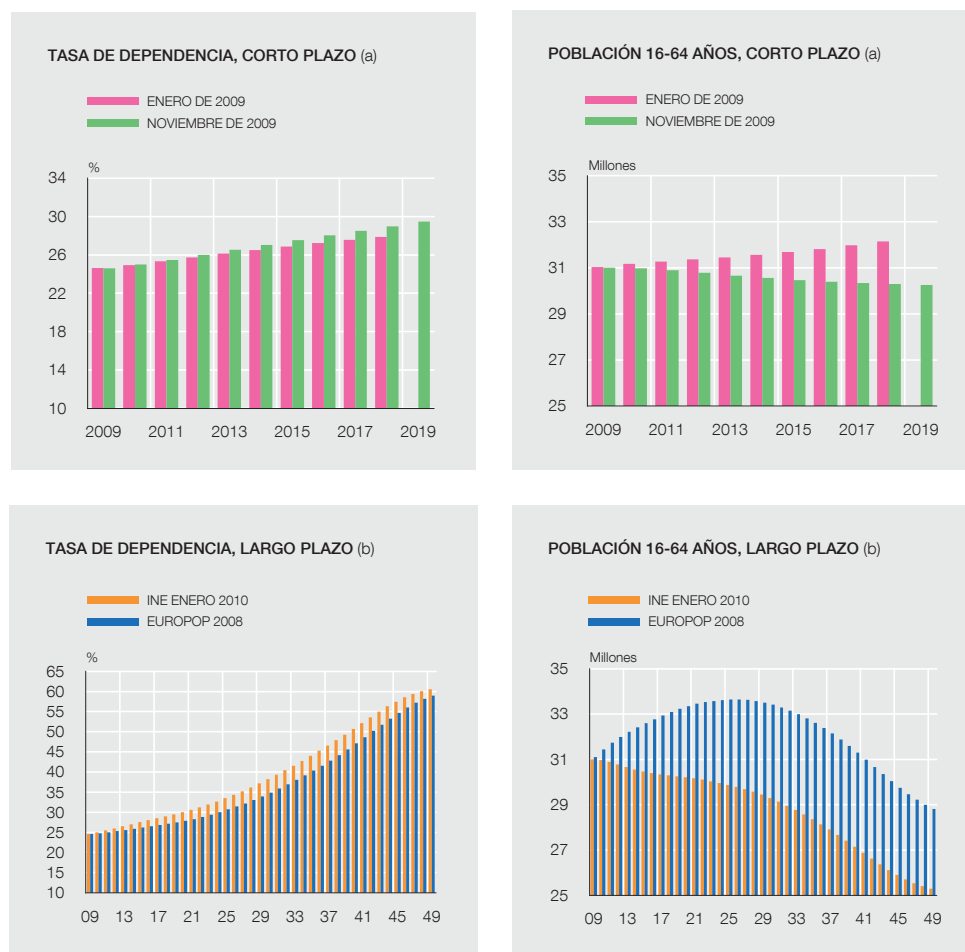 TASA DE DEPENDENCIA, CORTO PLAZO (a)
ENERO DE 2009
NOVIEMBRE DE 2009
%
34
30
26
22
18
14
10
2009 2011 2013 2015 2017 2019
POBLACIÓN 16-64 AÑOS, CORTO PLAZO (a)
ENERO DE 2009
NOVIEMBRE DE 2009
Millones
35
33
31
29
27
25
2009 2011 2013 2015 2017 2019
TASA DE DEPENDENCIA, LARGO PLAZO (b)
INE ENERO 2010
EUROPOP 2008
%
65
60
55
50
45
40
35
30
25
20
15
10
09 13 17 21 25 29 33 37 41 45 49
POBLACIÓN 16-64 AÑOS, LARGO PLAZO (b)
INE ENERO 2010
EUROPOP 2008
Millones
35
33
31
29
27
25
09 13 17 21 25 29 33 37 41 45 49